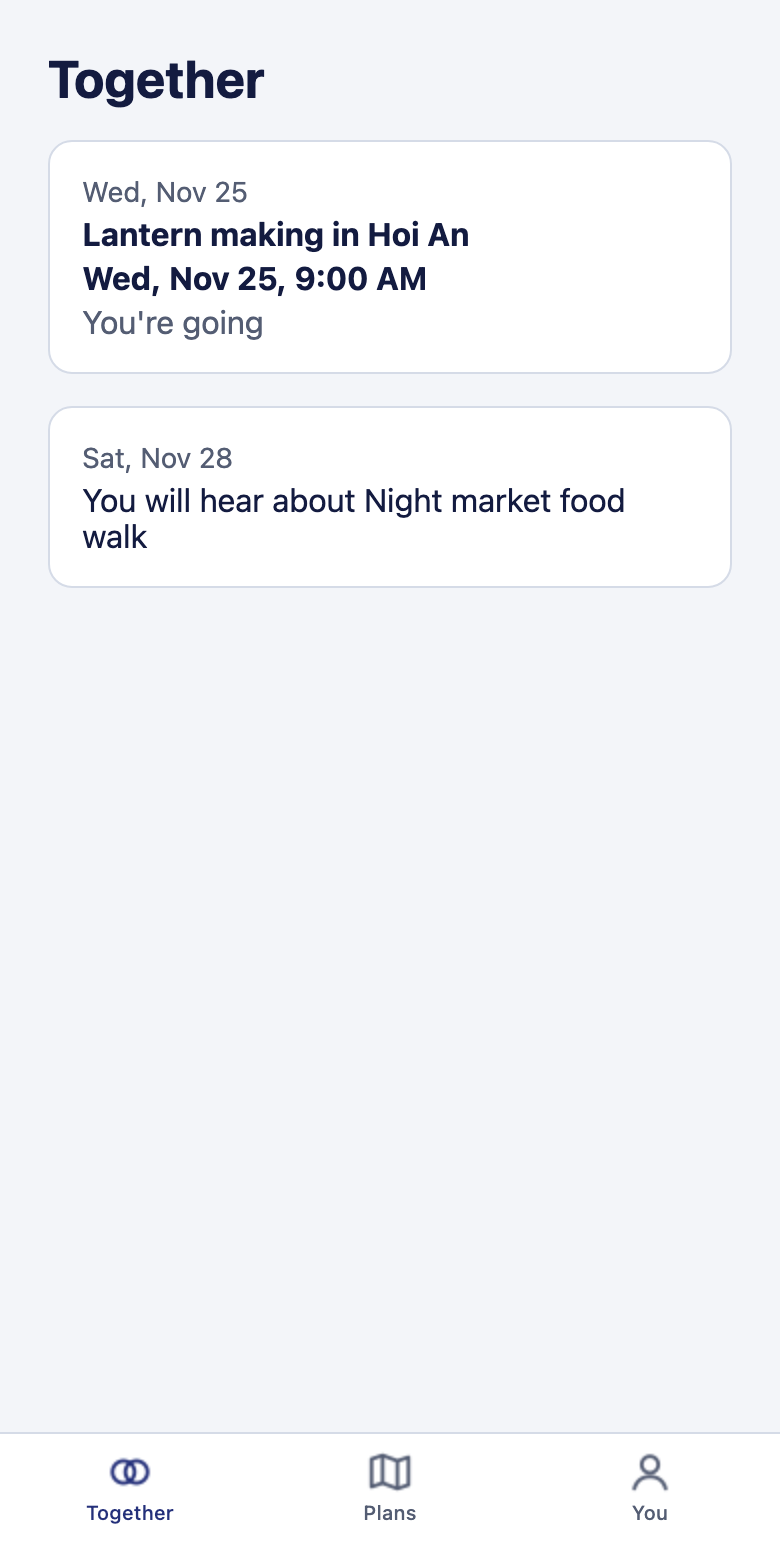 Together
Wed, Nov 25
Lantern making in Hoi An
Wed, Nov 25, 9:00 AM
You're going
Sat, Nov 28
You will hear about Night market food
walk
Together
Plans
You